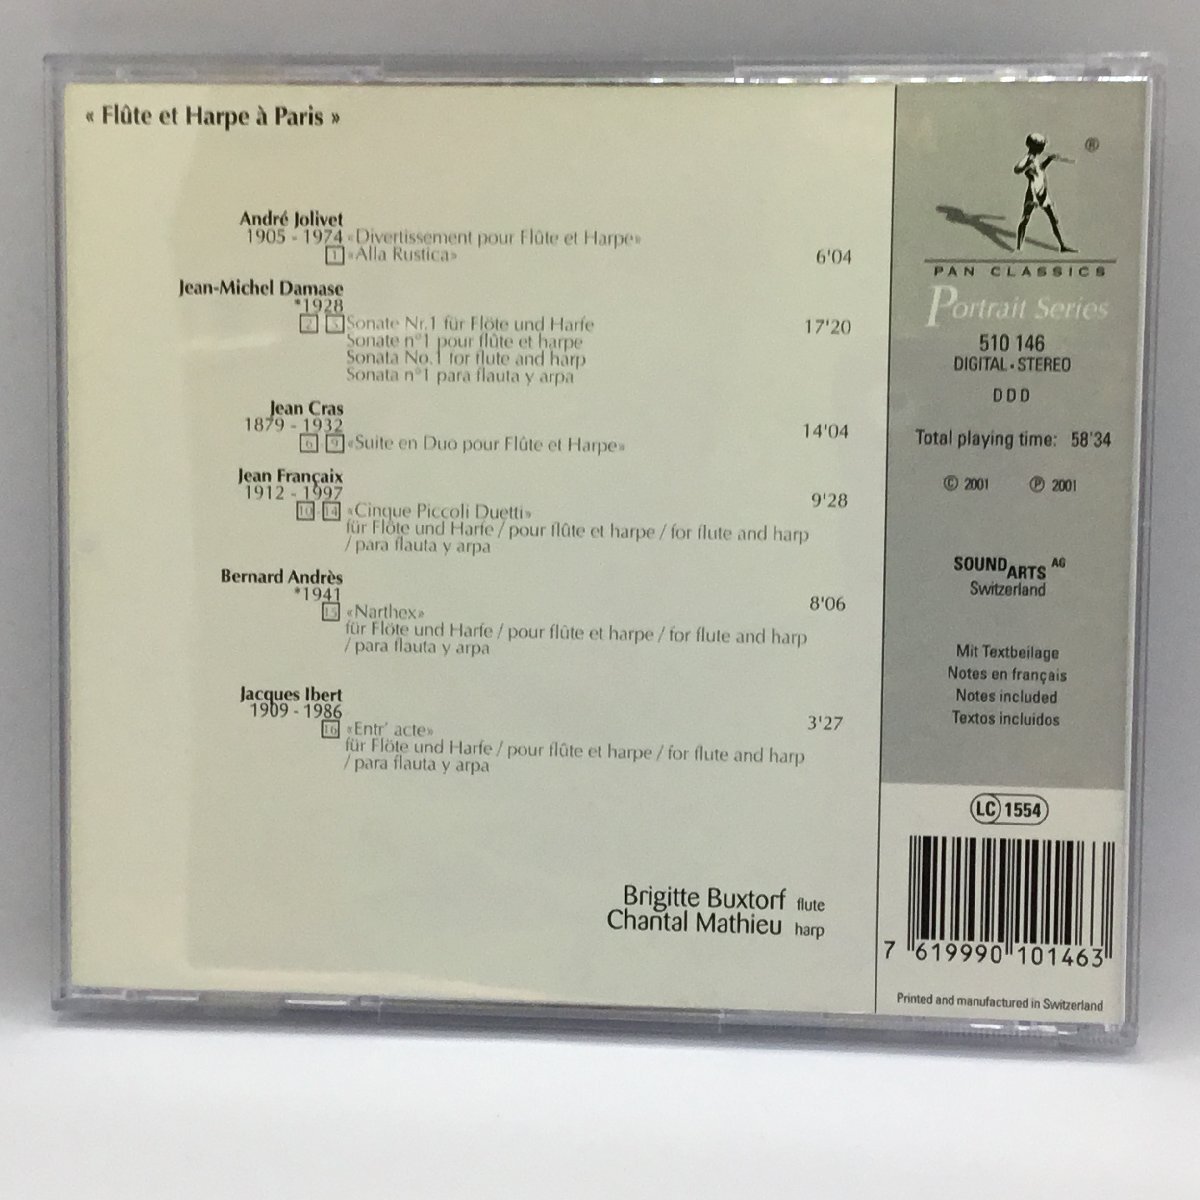 « Flûte et Harpe à Paris »
André Jolivet
1905 - 1974 «Divertissement pour Flûte et Harpe»
1 «Alla Rustica» 6'04
Jean-Michel Damase
*1928
2 5 Sonate Nr.1 für Flöte und Harfe 17'20
Sonate n°1 pour flûte et harpe
Sonata No.1 for flute and harp
Sonata n°1 para flauta y arpa
Jean Cras
1879 - 1932
6 9 «Suite en Duo pour Flûte et Harpe» 14'04
Jean Françaix
1912 - 1997
10 - 14 «Cinque Piccoli Duetti» 9'28
für Flöte und Harfe / pour flûte et harpe / for flute and harp
/ para flauta y arpa
Bernard Andrès
*1941
15 «Narthex» 8'06
für Flöte und Harfe / pour flûte et harpe / for flute and harp
/ para flauta y arpa
Jacques Ibert
1909 - 1986
16 «Entr' acte» 3'27
für Flöte und Harfe / pour flûte et harpe / for flute and harp
/ para flauta y arpa
Brigitte Buxtorf flute
Chantal Mathieu harp
®
PAN CLASSICS
Portrait Series
510 146
DIGITAL • STEREO
DDD
Total playing time: 58'34
© 2001 ℗ 2001
SOUND ARTS AG
Switzerland
Mit Textbeilage
Notes en français
Notes included
Textos incluidos
LC 1554
7 619990 101463
Printed and manufactured in Switzerland